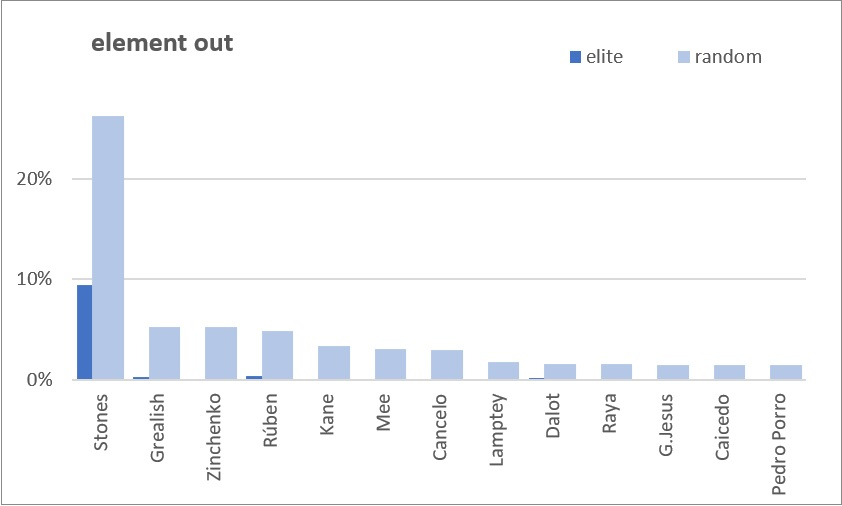 element out
elite
random
20%
10%
0%
Stones
Grealish
Zinchenko
Rúben
Kane
Mee
Cancelo
Lamptey
Dalot
Raya
G.Jesus
Caicedo
Pedro Porro